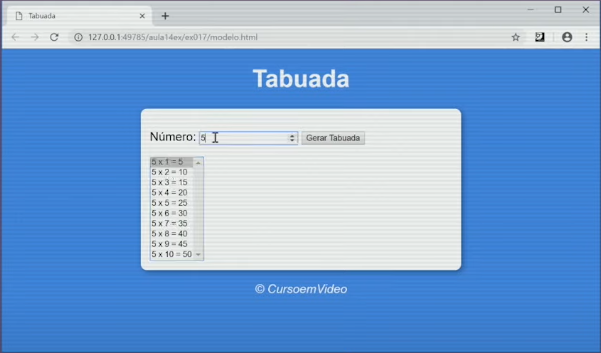 Tabuada
127.0.0.1:49785/aula14ex/ex017/modelo.html
Tabuada
Número: 5 Gerar Tabuada
5 x 1 = 5
5 x 2 = 10
5 x 3 = 15
5 x 4 = 20
5 x 5 = 25
5 x 6 = 30
5 x 7 = 35
5 x 8 = 40
5 x 9 = 45
5 x 10 = 50
© CursoemVideo